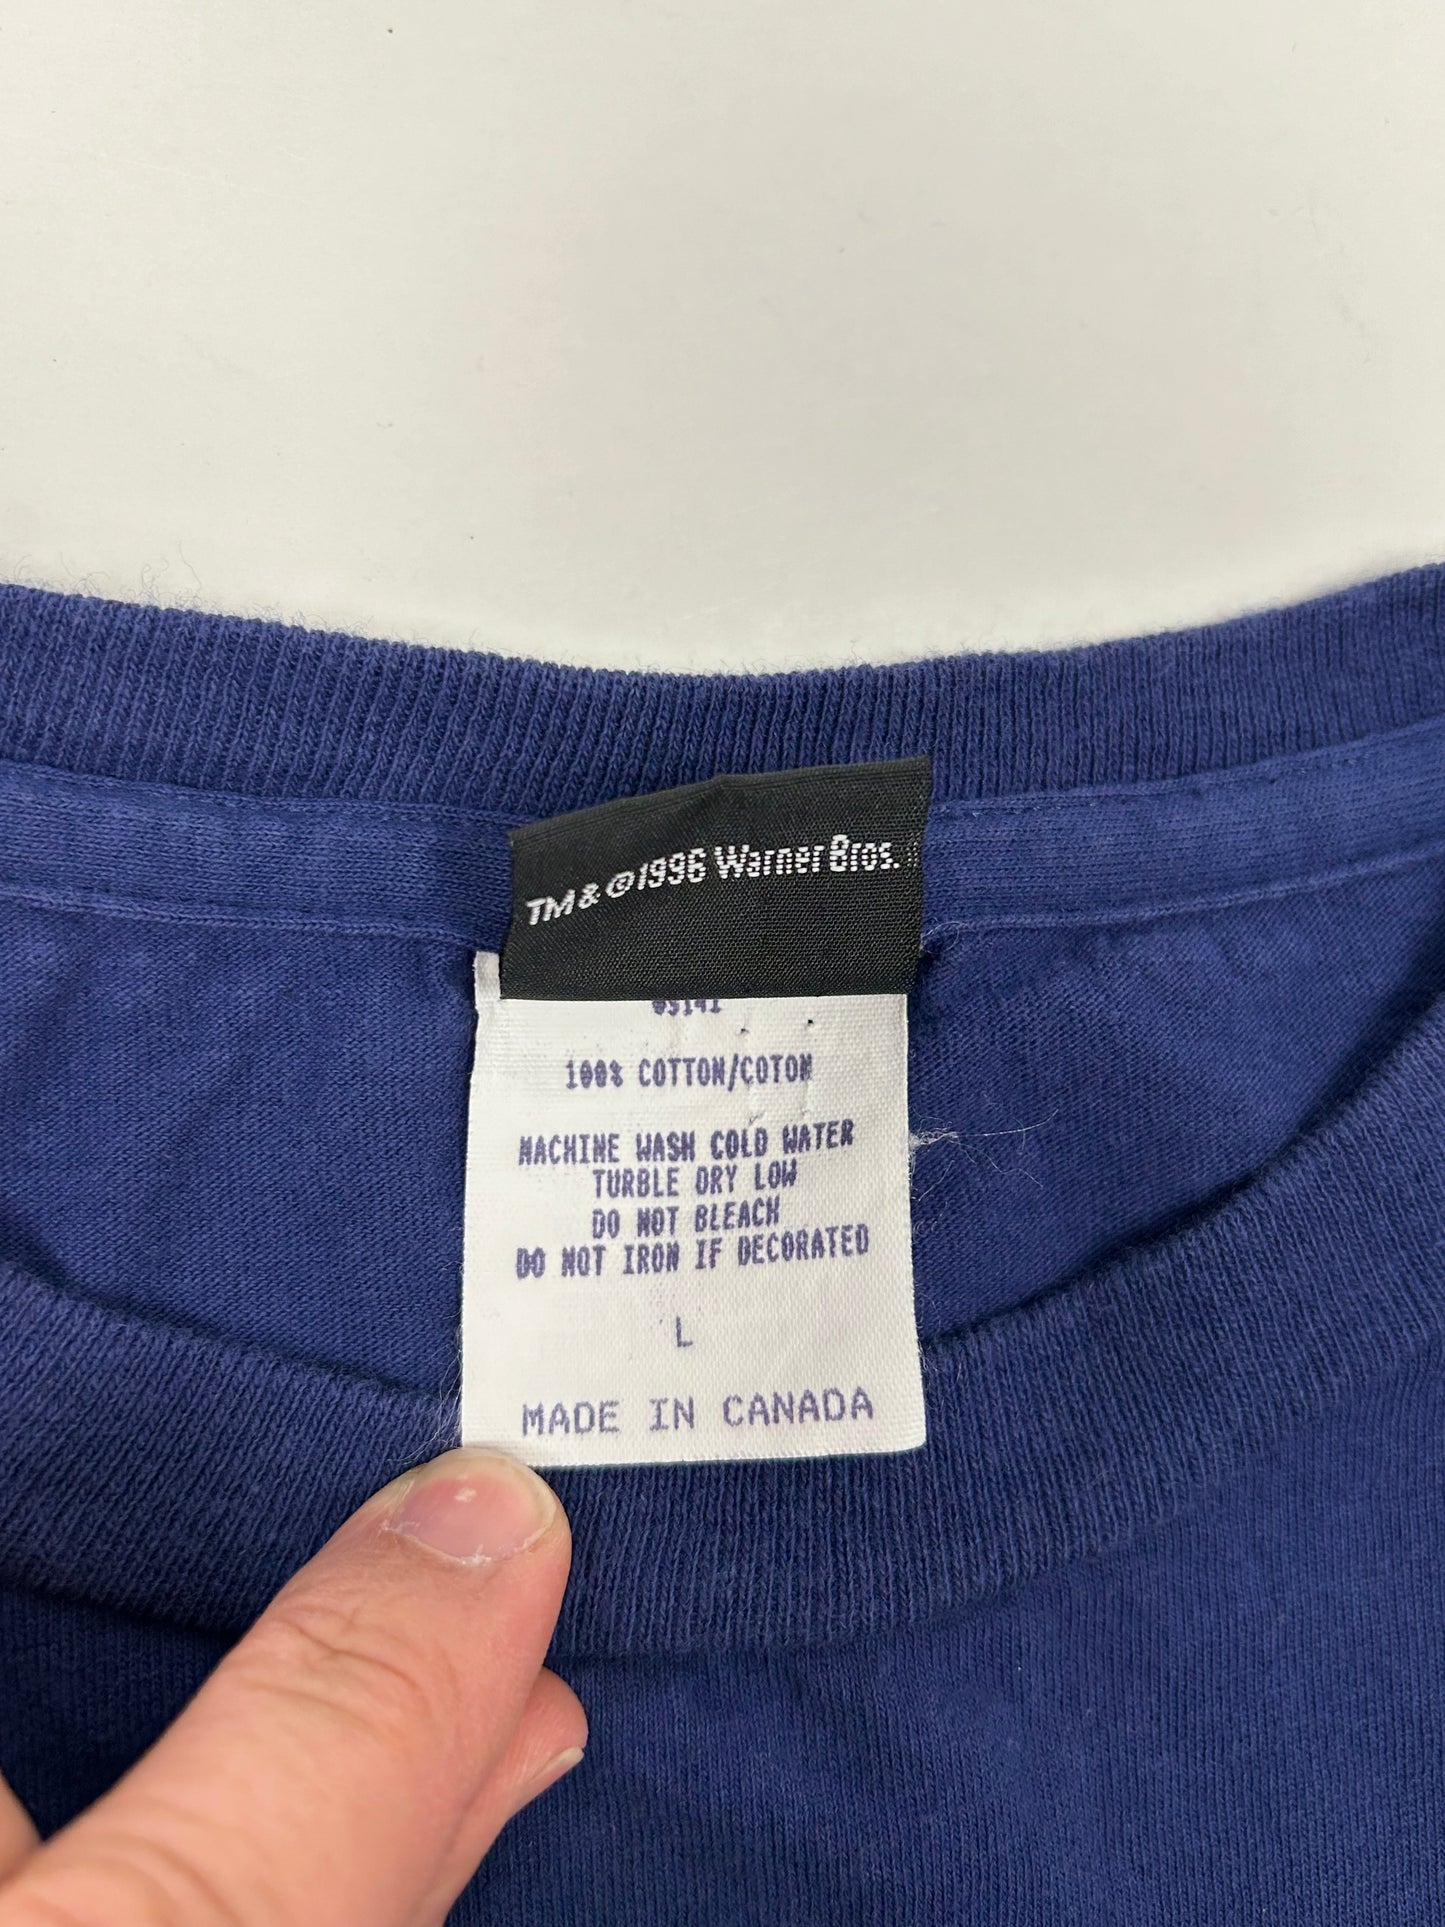 TM & ©1996 Warner Bros.
100% COTTON/COTON
MACHINE WASH COLD WATER
TURBLE DRY LOW
DO NOT BLEACH
DO NOT IRON IF DECORATED
L
MADE IN CANADA